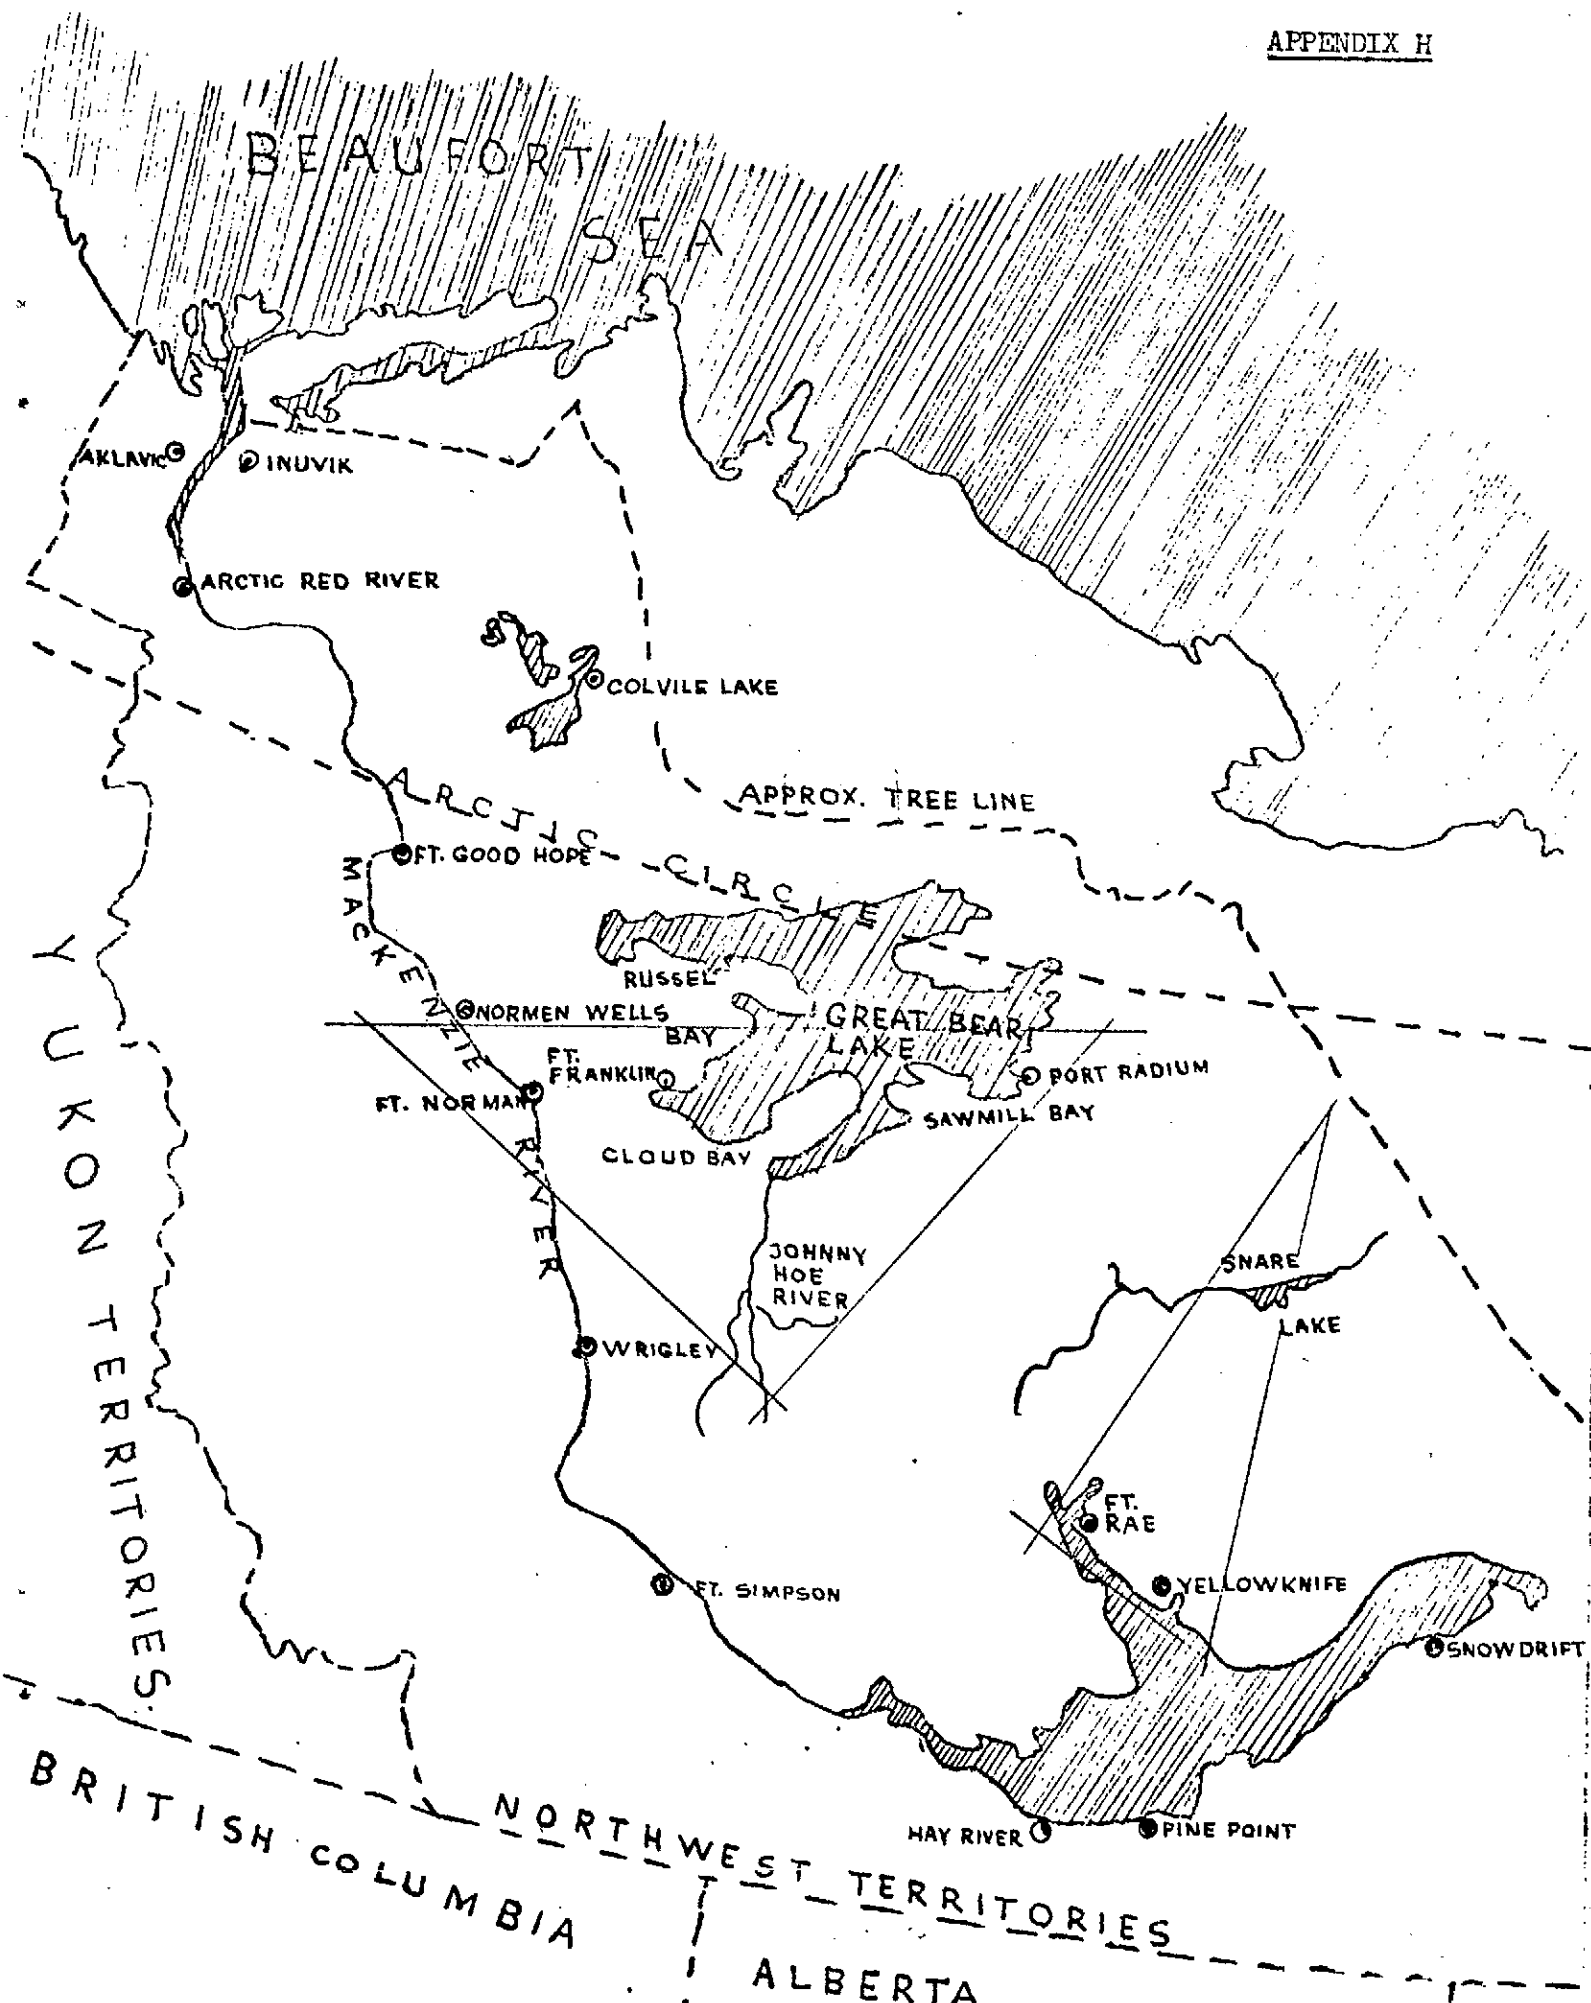 APPENDIX H
BEAUFORT
SEA
AKLAVIC
INUVIK
ARCTIC RED RIVER
COLVILE LAKE
APPROX. TREE LINE
ARCTIC CIRCLE
FT. GOOD HOPE
MACKENZIE RIVER
RUSSEL
BAY
NORMEN WELLS
GREAT BEAR
LAKE
FT.
FRANKLIN
PORT RADIUM
FT. NORMAN
SAWMILL BAY
CLOUD BAY
YUKON TERRITORIES.
JOHNNY
HOE
RIVER
SNARE
LAKE
WRIGLEY
FT.
RAE
FT. SIMPSON
YELLOWKNIFE
SNOWDRIFT
HAY RIVER
PINE POINT
NORTHWEST TERRITORIES
BRITISH COLUMBIA
ALBERTA